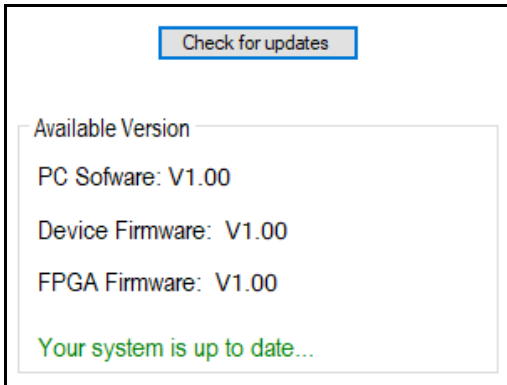 Check for updates
Available Version
PC Sofware: V1.00
Device Firmware: V1.00
FPGA Firmware: V1.00
Your system is up to date...